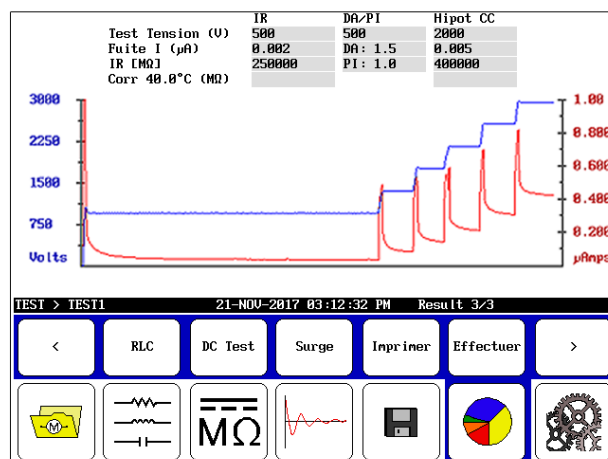 IR DA/PI Hipot CC
Test Tension (V) 500 500 2000
Fuite I (µA) 0.002 DA: 1.5 0.005
IR [MΩ] 250000 PI: 1.0 400000
Corr 40.0°C (MΩ)
3000 1.00
2250 0.800
0.600
1500 0.400
750 0.200
Volts µAmps
TEST > TEST1 21-NOV-2017 03:12:32 PM Result 3/3
< RLC DC Test Surge Imprimer Effectuer >
M MΩ